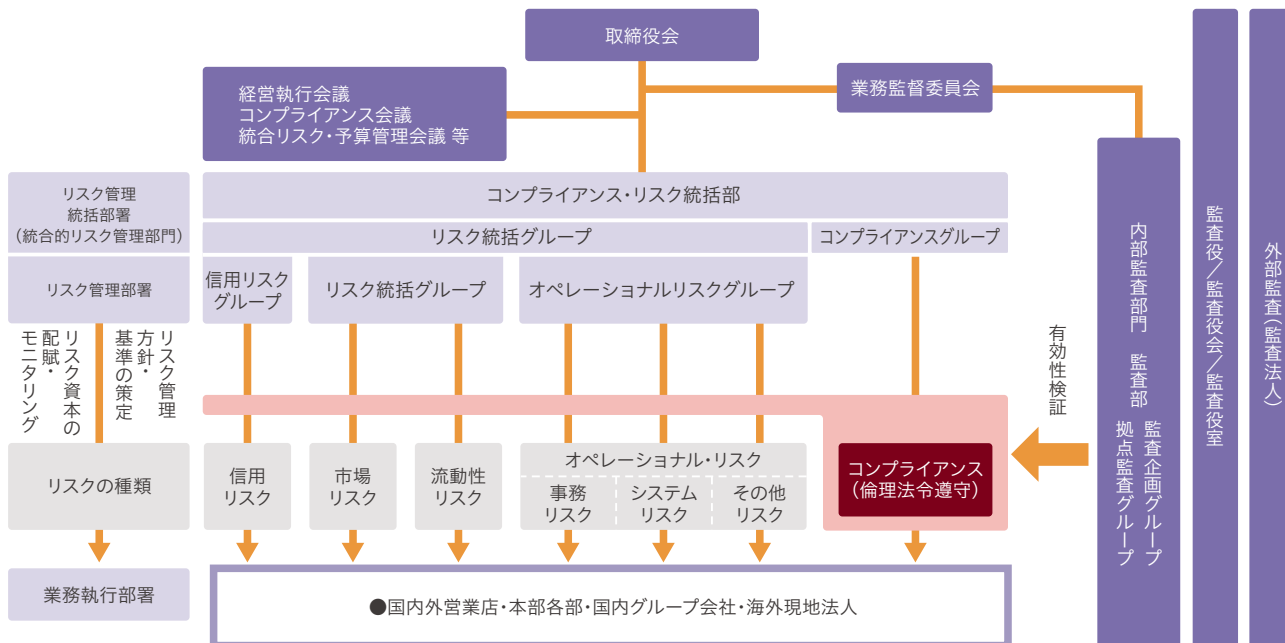 取締役会
経営執行会議
コンプライアンス会議
統合リスク・予算管理会議 等
業務監督委員会
リスク管理
統括部署
(統合的リスク管理部門)
コンプライアンス・リスク統括部
リスク統括グループ
コンプライアンスグループ
リスク管理部署
信用リスク
グループ
リスク統括グループ
オペレーショナルリスクグループ
リスク管理
方針・
基準の策定
リスク資本の
配賦・
モニタリング
リスクの種類
信用
リスク
市場
リスク
流動性
リスク
オペレーショナル・リスク
事務
リスク
システム
リスク
その他
リスク
コンプライアンス
(倫理法令遵守)
業務執行部署
●国内外営業店・本部各部・国内グループ会社・海外現地法人
有効性検証
内部監査部門 監査部
監査企画グループ
拠点監査グループ
監査役／監査役会／監査役室
外部監査(監査法人)